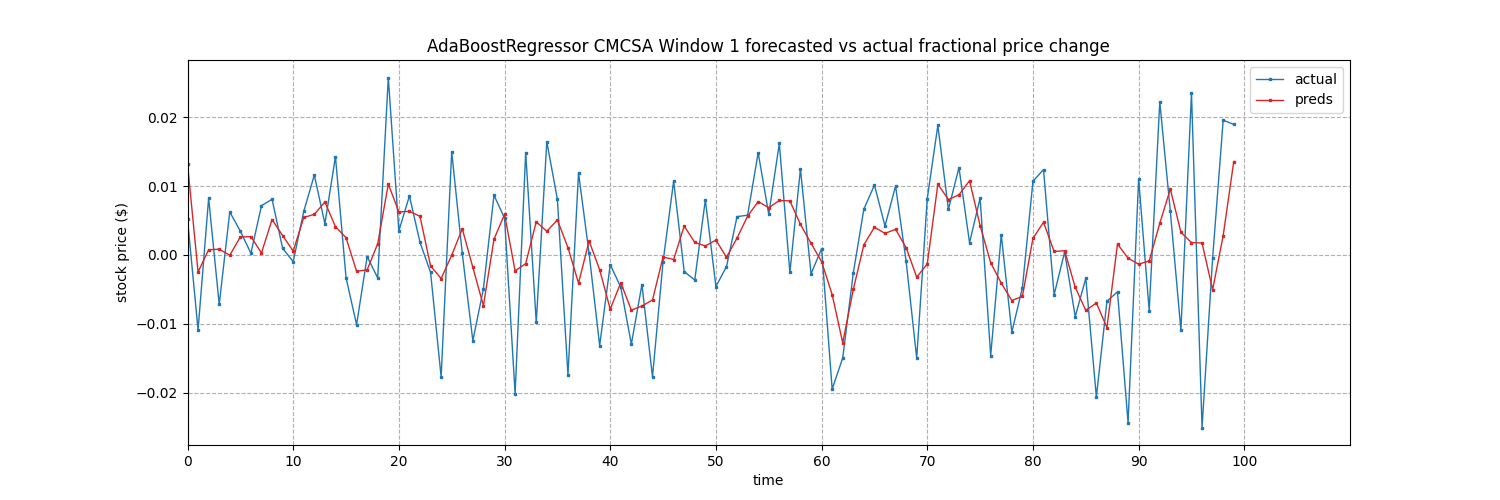 AdaBoostRegressor CMCSA Window 1 forecasted vs actual fractional price change
actual
preds
stock price ($)
0.02
0.01
0.00
−0.01
−0.02
0 10 20 30 40 50 60 70 80 90 100
time